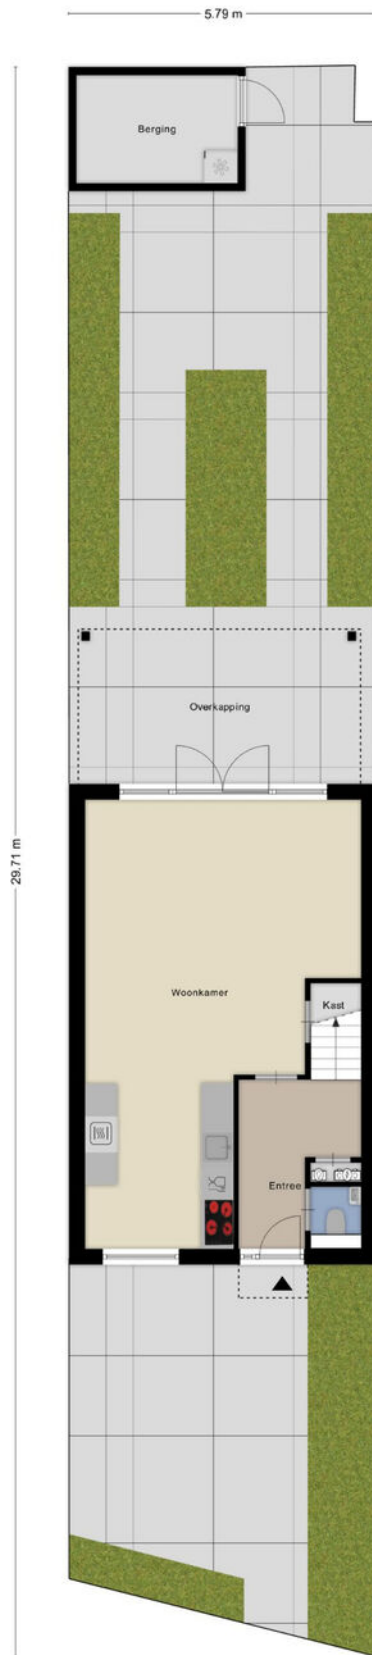 5.79 m
Berging
Overkapping
29.71 m
Woonkamer
Kast
Entree